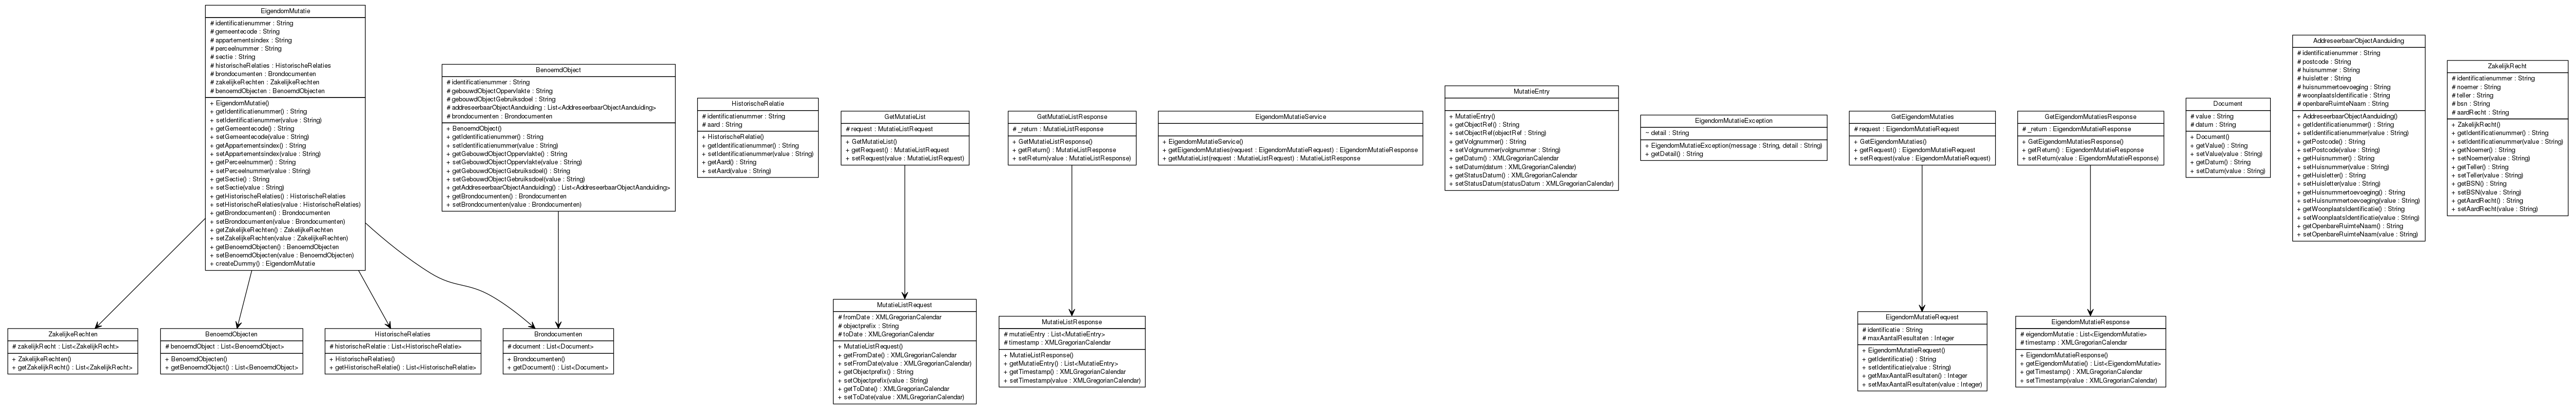 EigendomMutatie
# identificatienummer : String
# gemeentecode : String
# appartementsindex : String
# perceelnummer : String
# sectie : String
# historischeRelaties : HistorischeRelaties
# brondocumenten : Brondocumenten
# zakelijkeRechten : ZakelijkeRechten
# benoemdObjecten : BenoemdObjecten
+ EigendomMutatie()
+ getIdentificatienummer() : String
+ setIdentificatienummer(value : String)
+ getGemeentecode() : String
+ setGemeentecode(value : String)
+ getAppartementsindex() : String
+ setAppartementsindex(value : String)
+ getPerceelnummer() : String
+ setPerceelnummer(value : String)
+ getSectie() : String
+ setSectie(value : String)
+ getHistorischeRelaties() : HistorischeRelaties
+ setHistorischeRelaties(value : HistorischeRelaties)
+ getBrondocumenten() : Brondocumenten
+ setBrondocumenten(value : Brondocumenten)
+ getZakelijkeRechten() : ZakelijkeRechten
+ setZakelijkeRechten(value : ZakelijkeRechten)
+ getBenoemdObjecten() : BenoemdObjecten
+ setBenoemdObjecten(value : BenoemdObjecten)
+ createDummy() : EigendomMutatie
BenoemdObject
# identificatienummer : String
# gebouwdObjectOppervlakte : String
# gebouwdObjectGebruiksdoel : String
# addreseerbaarObjectAanduiding : List<AddreseerbaarObjectAanduiding>
# brondocumenten : Brondocumenten
+ BenoemdObject()
+ getIdentificatienummer() : String
+ setIdentificatienummer(value : String)
+ getGebouwdObjectOppervlakte() : String
+ setGebouwdObjectOppervlakte(value : String)
+ getGebouwdObjectGebruiksdoel() : String
+ setGebouwdObjectGebruiksdoel(value : String)
+ getAddreseerbaarObjectAanduiding() : List<AddreseerbaarObjectAanduiding>
+ getBrondocumenten() : Brondocumenten
+ setBrondocumenten(value : Brondocumenten)
HistorischeRelatie
# identificatienummer : String
# aard : String
+ HistorischeRelatie()
+ getIdentificatienummer() : String
+ setIdentificatienummer(value : String)
+ getAard() : String
+ setAard(value : String)
GetMutatieList
# request : MutatieListRequest
+ GetMutatieList()
+ getRequest() : MutatieListRequest
+ setRequest(value : MutatieListRequest)
GetMutatieListResponse
# _return : MutatieListResponse
+ GetMutatieListResponse()
+ getReturn() : MutatieListResponse
+ setReturn(value : MutatieListResponse)
EigendomMutatieService
+ EigendomMutatieService()
+ getEigendomMutaties(request : EigendomMutatieRequest) : EigendomMutatieResponse
+ getMutatieList(request : MutatieListRequest) : MutatieListResponse
MutatieEntry
+ MutatieEntry()
+ getObjectRef() : String
+ setObjectRef(objectRef : String)
+ getVolgnummer() : String
+ setVolgnummer(volgnummer : String)
+ getDatum() : XMLGregorianCalendar
+ setDatum(datum : XMLGregorianCalendar)
+ getStatusDatum() : XMLGregorianCalendar
+ setStatusDatum(statusDatum : XMLGregorianCalendar)
EigendomMutatieException
− detail : String
+ EigendomMutatieException(message : String, detail : String)
+ getDetail() : String
GetEigendomMutaties
# request : EigendomMutatieRequest
+ GetEigendomMutaties()
+ getRequest() : EigendomMutatieRequest
+ setRequest(value : EigendomMutatieRequest)
GetEigendomMutatiesResponse
# _return : EigendomMutatieResponse
+ GetEigendomMutatiesResponse()
+ getReturn() : EigendomMutatieResponse
+ setReturn(value : EigendomMutatieResponse)
Document
# value : String
# datum : String
+ Document()
+ getValue() : String
+ setValue(value : String)
+ getDatum() : String
+ setDatum(value : String)
AddreseerbaarObjectAanduiding
# identificatienummer : String
# postcode : String
# huisnummer : String
# huisletter : String
# huisnummertoevoeging : String
# woonplaatsIdentificatie : String
# openbareRuimteNaam : String
+ AddreseerbaarObjectAanduiding()
+ getIdentificatienummer() : String
+ setIdentificatienummer(value : String)
+ getPostcode() : String
+ setPostcode(value : String)
+ getHuisnummer() : String
+ setHuisnummer(value : String)
+ getHuisletter() : String
+ setHuisletter(value : String)
+ getHuisnummertoevoeging() : String
+ setHuisnummertoevoeging(value : String)
+ getWoonplaatsIdentificatie() : String
+ setWoonplaatsIdentificatie(value : String)
+ getOpenbareRuimteNaam() : String
+ setOpenbareRuimteNaam(value : String)
ZakelijkRecht
# identificatienummer : String
# noemer : String
# teller : String
# bsn : String
# aardRecht : String
+ ZakelijkRecht()
+ getIdentificatienummer() : String
+ setIdentificatienummer(value : String)
+ getNoemer() : String
+ setNoemer(value : String)
+ getTeller() : String
+ setTeller(value : String)
+ getBSN() : String
+ setBSN(value : String)
+ getAardRecht() : String
+ setAardRecht(value : String)
ZakelijkeRechten
# zakelijkRecht : List<ZakelijkRecht>
+ ZakelijkeRechten()
+ getZakelijkRecht() : List<ZakelijkRecht>
BenoemdObjecten
# benoemdObject : List<BenoemdObject>
+ BenoemdObjecten()
+ getBenoemdObject() : List<BenoemdObject>
HistorischeRelaties
# historischeRelatie : List<HistorischeRelatie>
+ HistorischeRelaties()
+ getHistorischeRelatie() : List<HistorischeRelatie>
Brondocumenten
# document : List<Document>
+ Brondocumenten()
+ getDocument() : List<Document>
MutatieListRequest
# fromDate : XMLGregorianCalendar
# objectprefix : String
# toDate : XMLGregorianCalendar
+ MutatieListRequest()
+ getFromDate() : XMLGregorianCalendar
+ setFromDate(value : XMLGregorianCalendar)
+ getObjectprefix() : String
+ setObjectprefix(value : String)
+ getToDate() : XMLGregorianCalendar
+ setToDate(value : XMLGregorianCalendar)
MutatieListResponse
# mutatieEntry : List<MutatieEntry>
# timestamp : XMLGregorianCalendar
+ MutatieListResponse()
+ getMutatieEntry() : List<MutatieEntry>
+ getTimestamp() : XMLGregorianCalendar
+ setTimestamp(value : XMLGregorianCalendar)
EigendomMutatieRequest
# identificatie : String
# maxAantalResultaten : Integer
+ EigendomMutatieRequest()
+ getIdentificatie() : String
+ setIdentificatie(value : String)
+ getMaxAantalResultaten() : Integer
+ setMaxAantalResultaten(value : Integer)
EigendomMutatieResponse
# eigendomMutatie : List<EigendomMutatie>
# timestamp : XMLGregorianCalendar
+ EigendomMutatieResponse()
+ getEigendomMutatie() : List<EigendomMutatie>
+ getTimestamp() : XMLGregorianCalendar
+ setTimestamp(value : XMLGregorianCalendar)